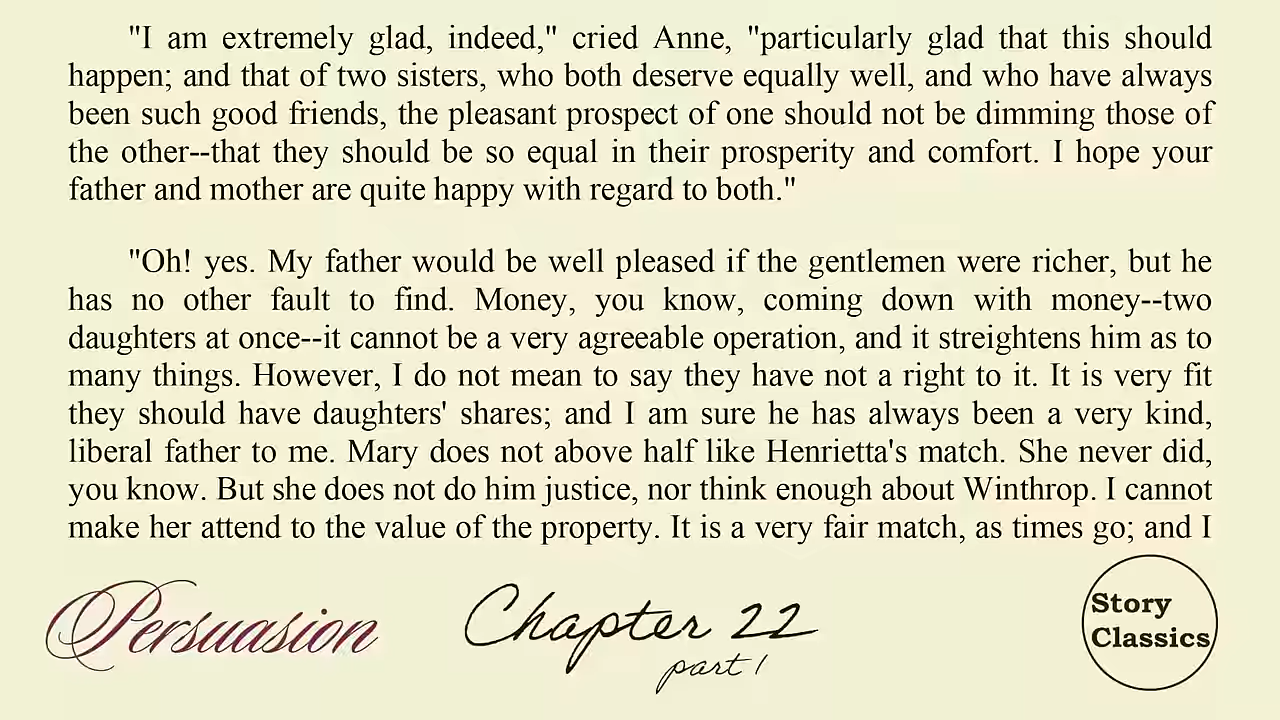 "I am extremely glad, indeed," cried Anne, "particularly glad that this should
happen; and that of two sisters, who both deserve equally well, and who have always
been such good friends, the pleasant prospect of one should not be dimming those of
the other--that they should be so equal in their prosperity and comfort. I hope your
father and mother are quite happy with regard to both."
"Oh! yes. My father would be well pleased if the gentlemen were richer, but he
has no other fault to find. Money, you know, coming down with money--two
daughters at once--it cannot be a very agreeable operation, and it streightens him as to
many things. However, I do not mean to say they have not a right to it. It is very fit
they should have daughters' shares; and I am sure he has always been a very kind,
liberal father to me. Mary does not above half like Henrietta's match. She never did,
you know. But she does not do him justice, nor think enough about Winthrop. I cannot
make her attend to the value of the property. It is a very fair match, as times go; and I
Persuasion
Chapter 22
part 1
Story
Classics